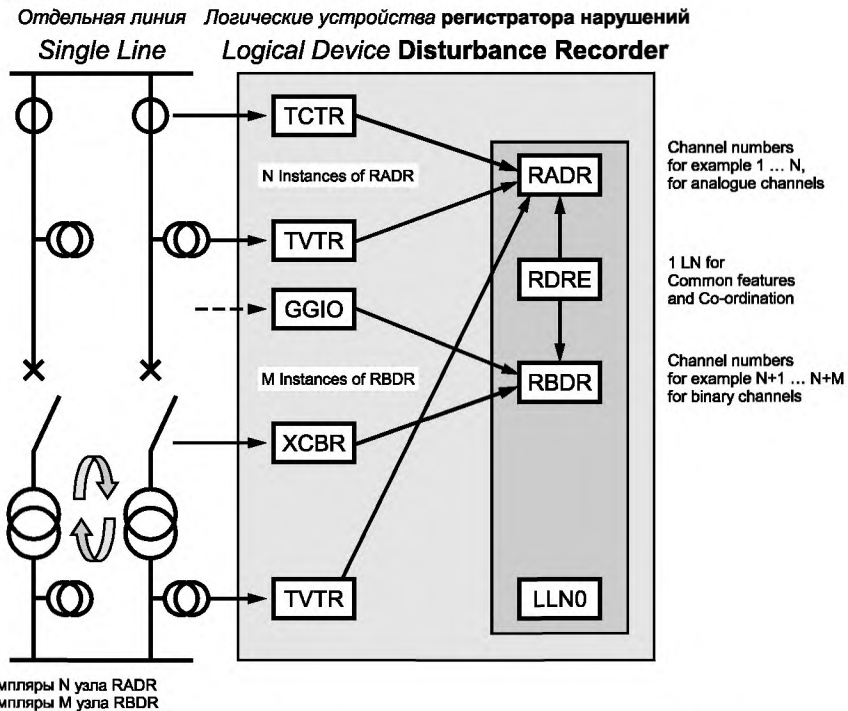 Отдельная линия Логические устройства регистратора нарушений
Single Line Logical Device Disturbance Recorder
TCTR
N Instances of RADR
TVTR
GGIO
M Instances of RBDR
XCBR
TVTR
RADR
RDRE
RBDR
LLN0
Channel numbers
for example 1 ... N,
for analogue channels
1 LN for
Common features
and Co-ordination
Channel numbers
for example N+1 ... N+M
for binary channels
мпляры N узла RADR
мпляры M узла RBDR